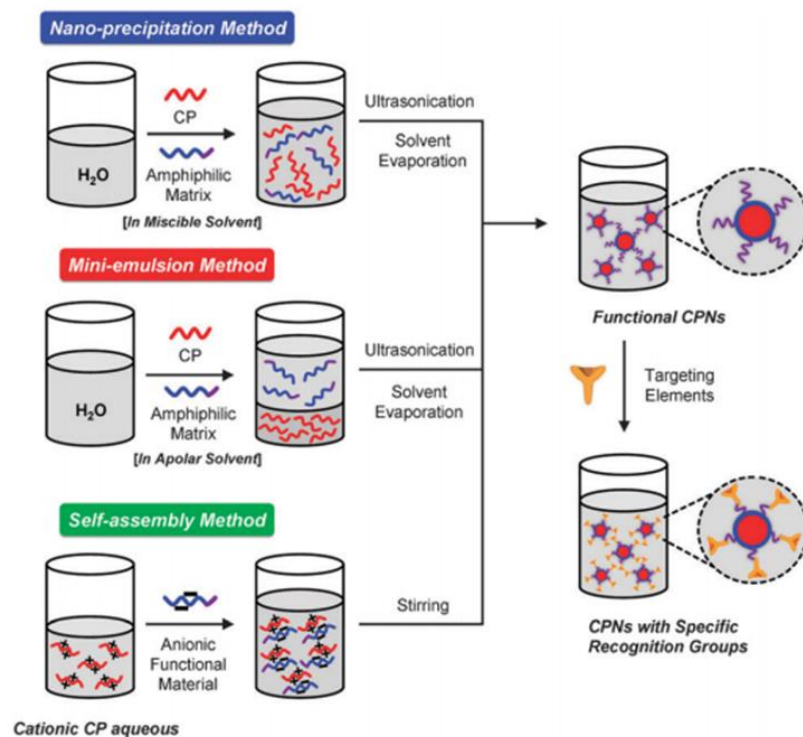 Nano-precipitation Method
CP
H₂O
Amphiphilic
Matrix
[In Miscible Solvent]
Ultrasonication
Solvent
Evaporation
Mini-emulsion Method
CP
H₂O
Amphiphilic
Matrix
[In Apolar Solvent]
Ultrasonication
Solvent
Evaporation
Self-assembly Method
Anionic
Functional
Material
Stirring
Cationic CP aqueous
Functional CPNs
Targeting
Elements
CPNs with Specific
Recognition Groups